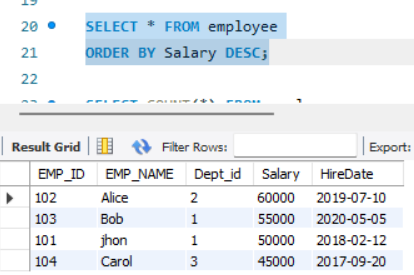 19
20 SELECT * FROM employee
21 ORDER BY Salary DESC;
22
Result Grid Filter Rows: Export:
EMP_ID EMP_NAME Dept_id Salary HireDate
102 Alice 2 60000 2019-07-10
103 Bob 1 55000 2020-05-05
101 jhon 1 50000 2018-02-12
104 Carol 3 45000 2017-09-20